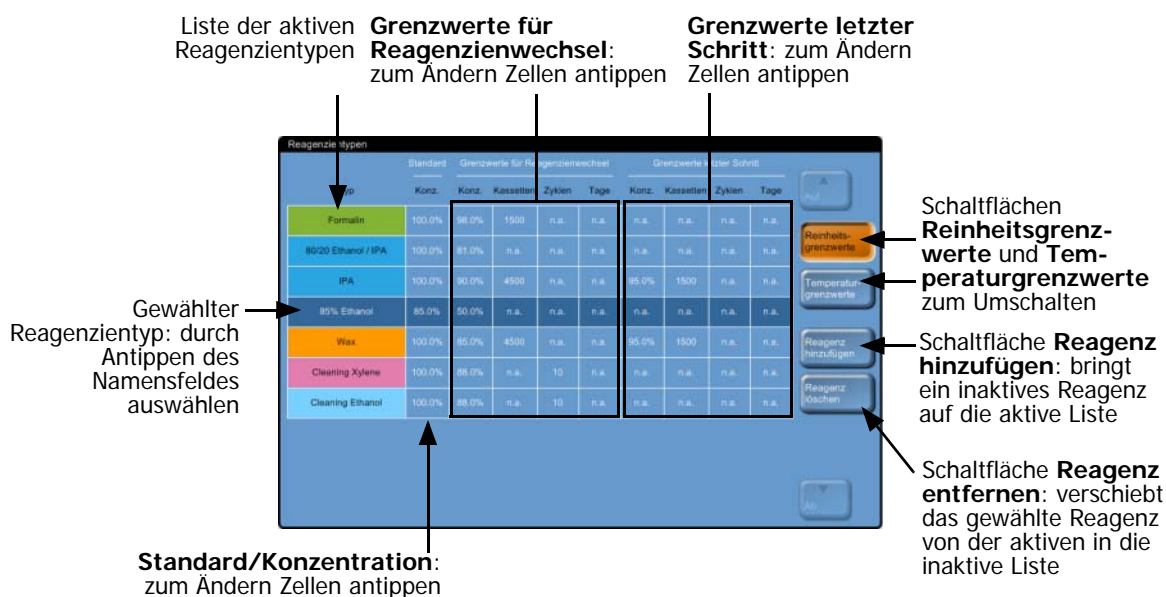 Liste der aktiven
Reagenzientypen
Grenzwerte für
Reagenzienwechsel:
zum Ändern Zellen antippen
Grenzwerte letzter
Schritt: zum Ändern
Zellen antippen
Reagenzientypen
Standard Grenzwerte für Reagenzienwechsel Grenzwerte letzter Schritt
Konz. Konz. Kassetten Zyklen Tage Konz. Kassetten Zyklen Tage
Formalin 100.0% 98.0% 1500 n.a. n.a. n.a. n.a. n.a. n.a.
80/20 Ethanol / IPA 100.0% 81.0% n.a. n.a. n.a. n.a. n.a. n.a. n.a.
IPA 100.0% 90.0% 4500 n.a. n.a. 95.0% 1500 n.a. n.a.
85% Ethanol 85.0% 50.0% n.a. n.a. n.a. n.a. n.a. n.a. n.a.
Wax 100.0% 85.0% 4500 n.a. n.a. 95.0% 1500 n.a. n.a.
Cleaning Xylene 100.0% 88.0% n.a. 10 n.a. n.a. n.a. n.a. n.a.
Cleaning Ethanol 100.0% 88.0% n.a. 10 n.a. n.a. n.a. n.a. n.a.
Auf
Reinheits-
grenzwerte
Temperatur-
grenzwerte
Reagenz
hinzufügen
Reagenz
löschen
Ab
Gewählter
Reagenzientyp: durch
Antippen des
Namensfeldes
auswählen
Schaltflächen
Reinheitsgrenz-
werte und Tem-
peraturgrenzwerte
zum Umschalten
Schaltfläche Reagenz
hinzufügen: bringt
ein inaktives Reagenz
auf die aktive Liste
Schaltfläche Reagenz
entfernen: verschiebt
das gewählte Reagenz
von der aktiven in die
inaktive Liste
Standard/Konzentration:
zum Ändern Zellen antippen